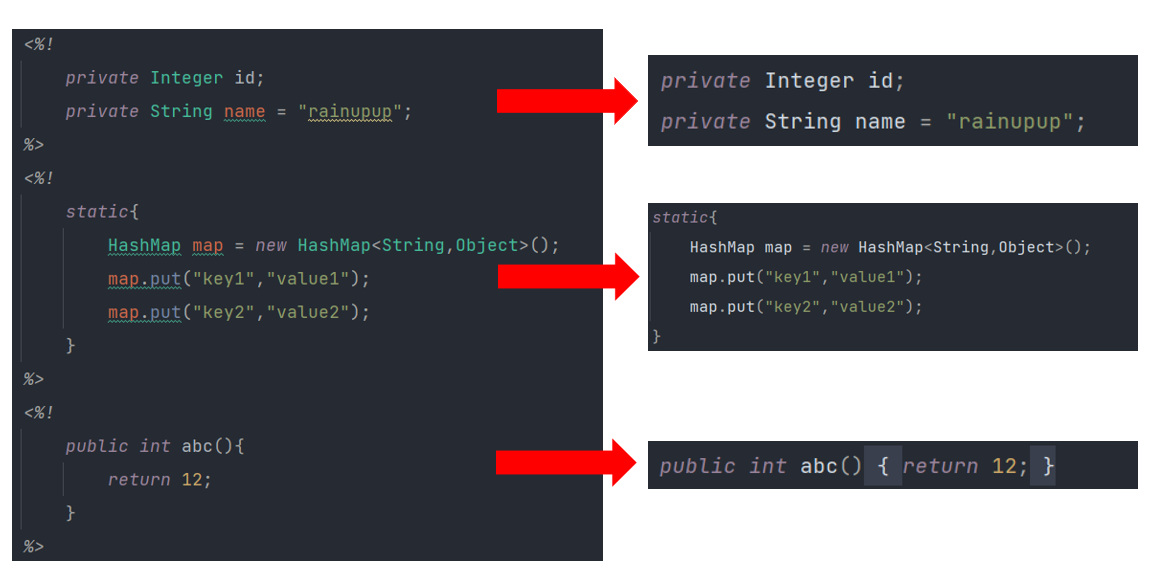 <%!
    private Integer id;
    private String name = "rainupup";
%>
<%!
    static{
        HashMap map = new HashMap<String,Object>();
        map.put("key1","value1");
        map.put("key2","value2");
    }
%>
<%!
    public int abc(){
        return 12;
    }
%>
private Integer id;
private String name = "rainupup";
static{
    HashMap map = new HashMap<String,Object>();
    map.put("key1","value1");
    map.put("key2","value2");
}
public int abc() { return 12; }